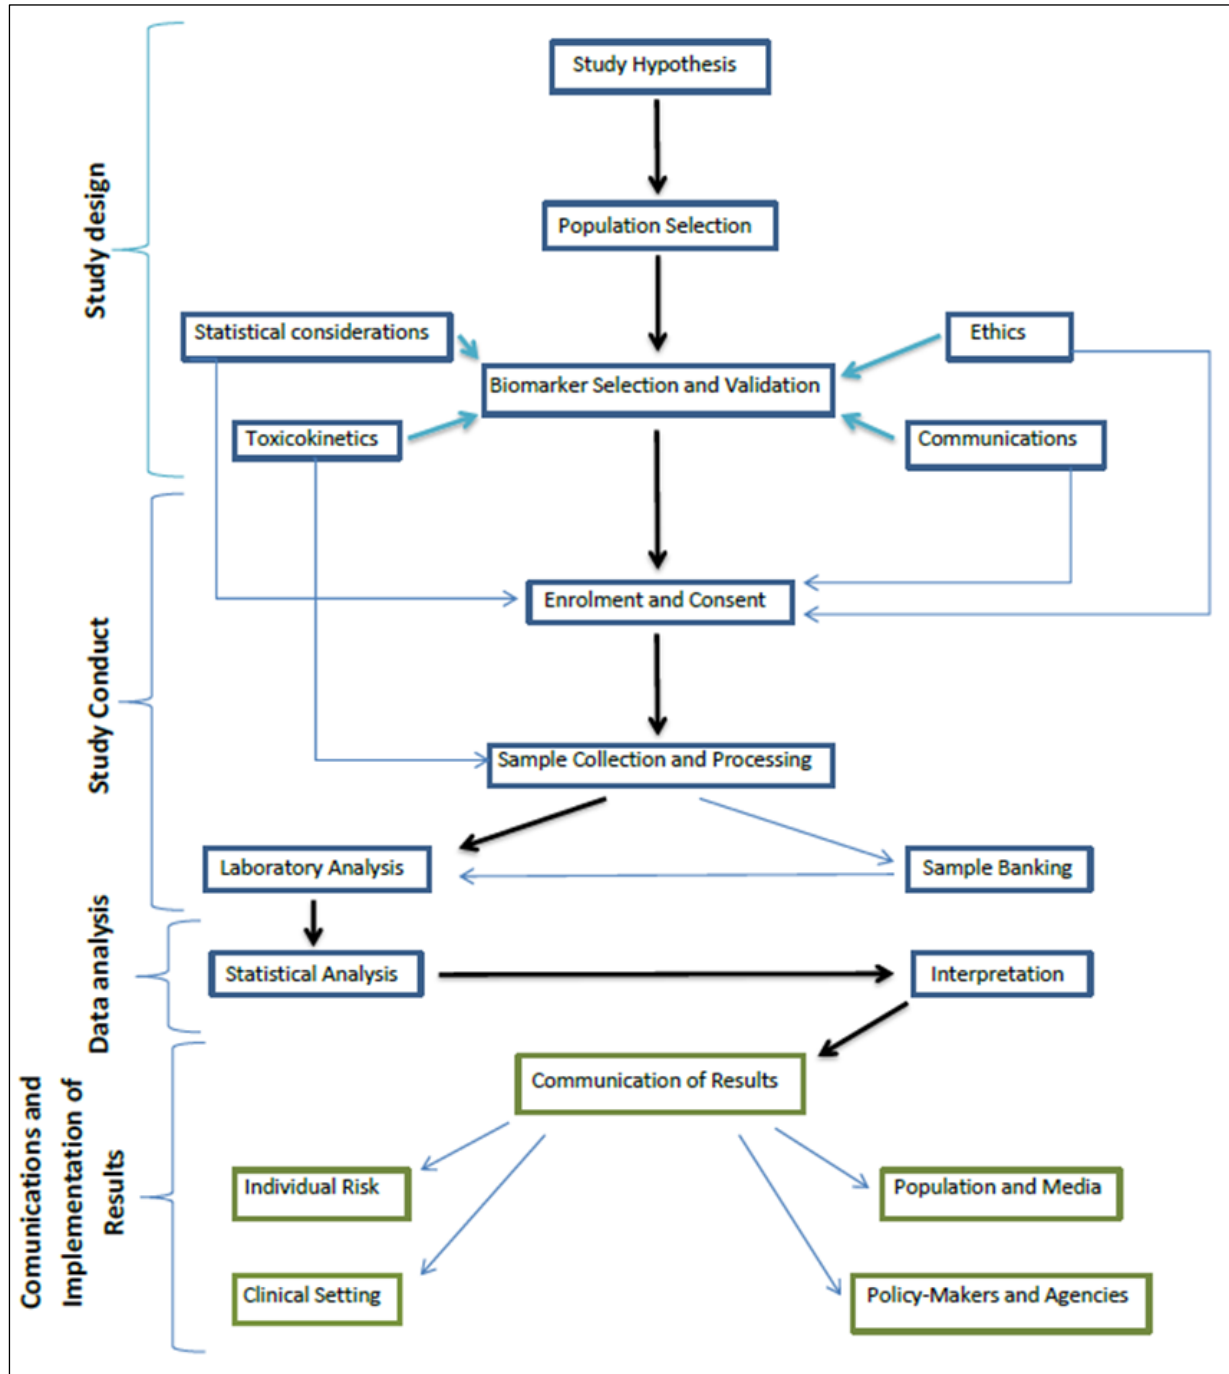 Study design
Study Hypothesis
Population Selection
Statistical considerations
Ethics
Biomarker Selection and Validation
Toxicokinetics
Communications
Study Conduct
Enrolment and Consent
Sample Collection and Processing
Laboratory Analysis
Sample Banking
Data analysis
Statistical Analysis
Interpretation
Comunications and
Implementation of
Results
Communication of Results
Individual Risk
Population and Media
Clinical Setting
Policy-Makers and Agencies